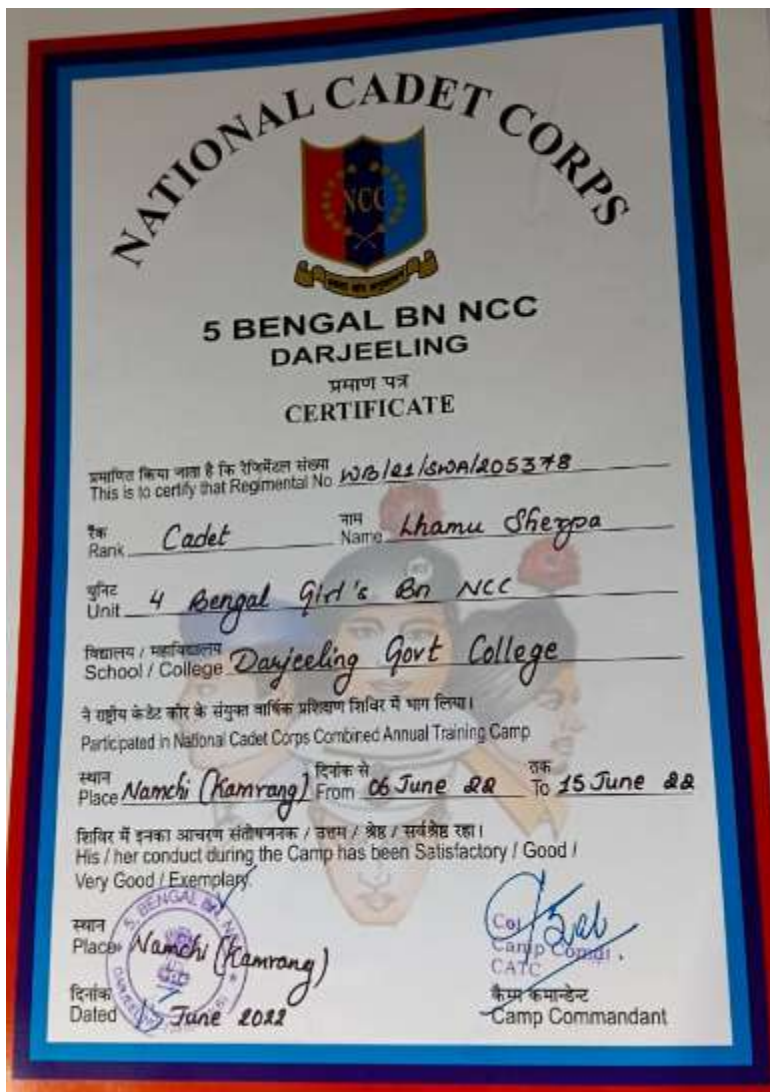 NATIONAL CADET CORPS
NCC
5 BENGAL BN NCC
DARJEELING
प्रमाण पत्र
CERTIFICATE
प्रमाणित किया जाता है कि रेजिमेंटल संख्या
This is to certify that Regimental No. WB/21/SWA/205378
रैंक नाम
Rank Cadet Name Lhamu Sherpa
युनिट
Unit 4 Bengal Girl's Bn NCC
विद्यालय / महाविद्यालय
School / College Darjeeling Govt College
ने राष्ट्रीय केडेट कौर के संयुक्त वार्षिक प्रशिक्षण शिविर में भाग लिया।
Participated in National Cadet Corps Combined Annual Training Camp
स्थान दिनांक से तक
Place Namchi (Kamrang) From 06 June 22 To 15 June 22
शिविर में इनका आचरण संतोषजनक / उत्तम / श्रेष्ठ / सर्वश्रेष्ठ रहा।
His / her conduct during the Camp has been Satisfactory / Good /
Very Good / Exemplary.
5 BENGAL BN N
DARJEELING
स्थान
Place Namchi (Kamrang)
Col
Camp Comdt.
CATC
दिनांक कैम्प कमान्डेन्ट
Dated 15 June 2022 Camp Commandant